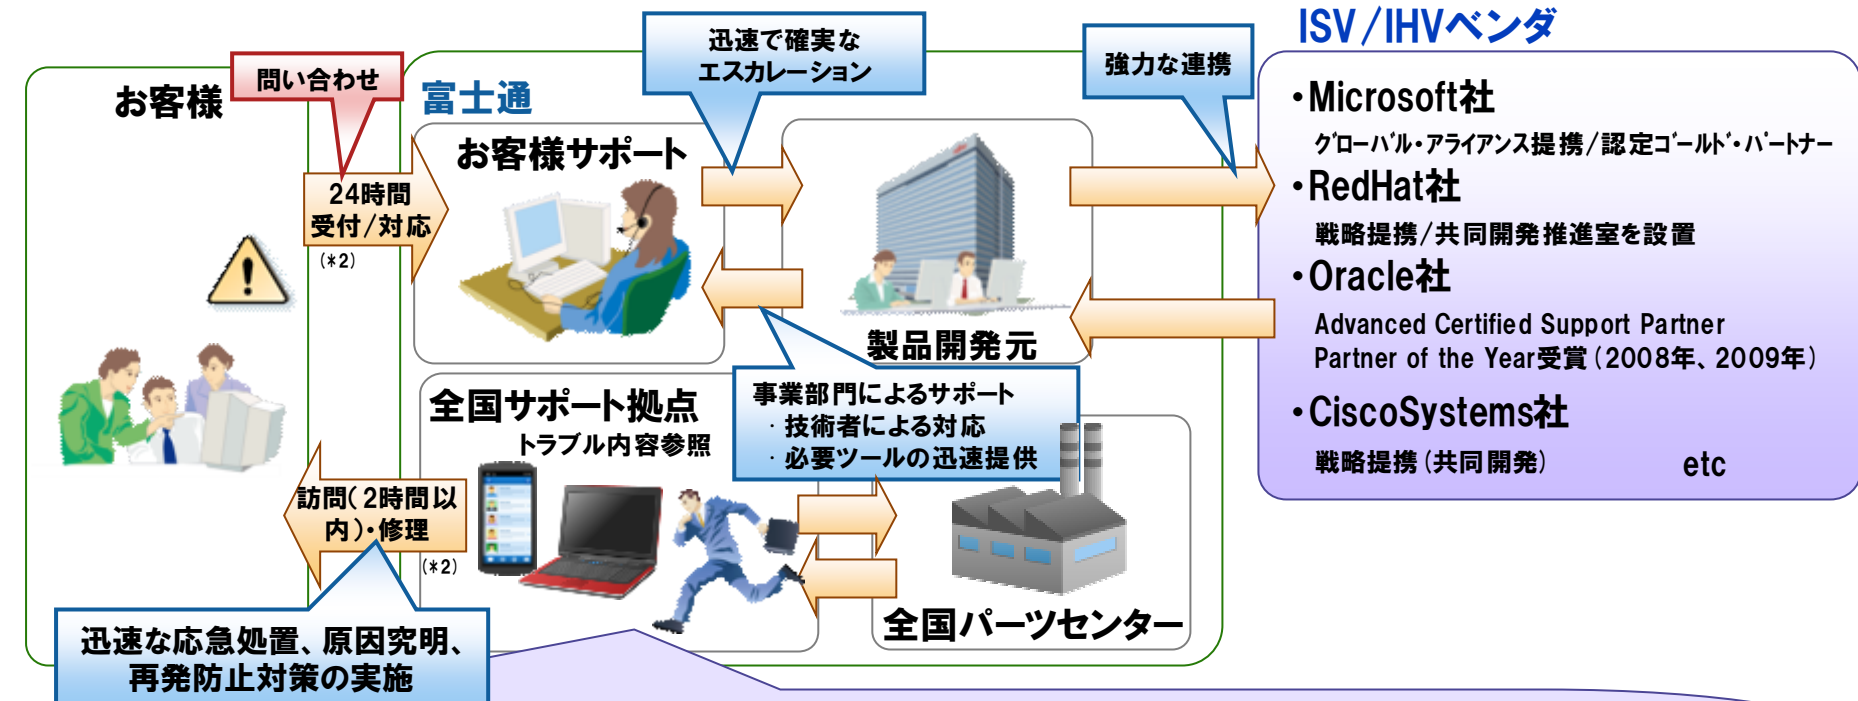 ISV/IHVベンダ
お客様
問い合わせ
富士通
迅速で確実な
エスカレーション
強力な連携
24時間
受付/対応
(*2)
お客様サポート
製品開発元
・Microsoft社
グローバル・アライアンス提携/認定ゴールド・パートナー
・RedHat社
戦略提携/共同開発推進室を設置
・Oracle社
Advanced Certified Support Partner
Partner of the Year受賞（2008年、2009年）
・CiscoSystems社
戦略提携（共同開発）
etc
全国サポート拠点
トラブル内容参照
事業部門によるサポート
・技術者による対応
・必要ツールの迅速提供
訪問（2時間以
内）・修理
(*2)
全国パーツセンター
迅速な応急処置、原因究明、
再発防止対策の実施